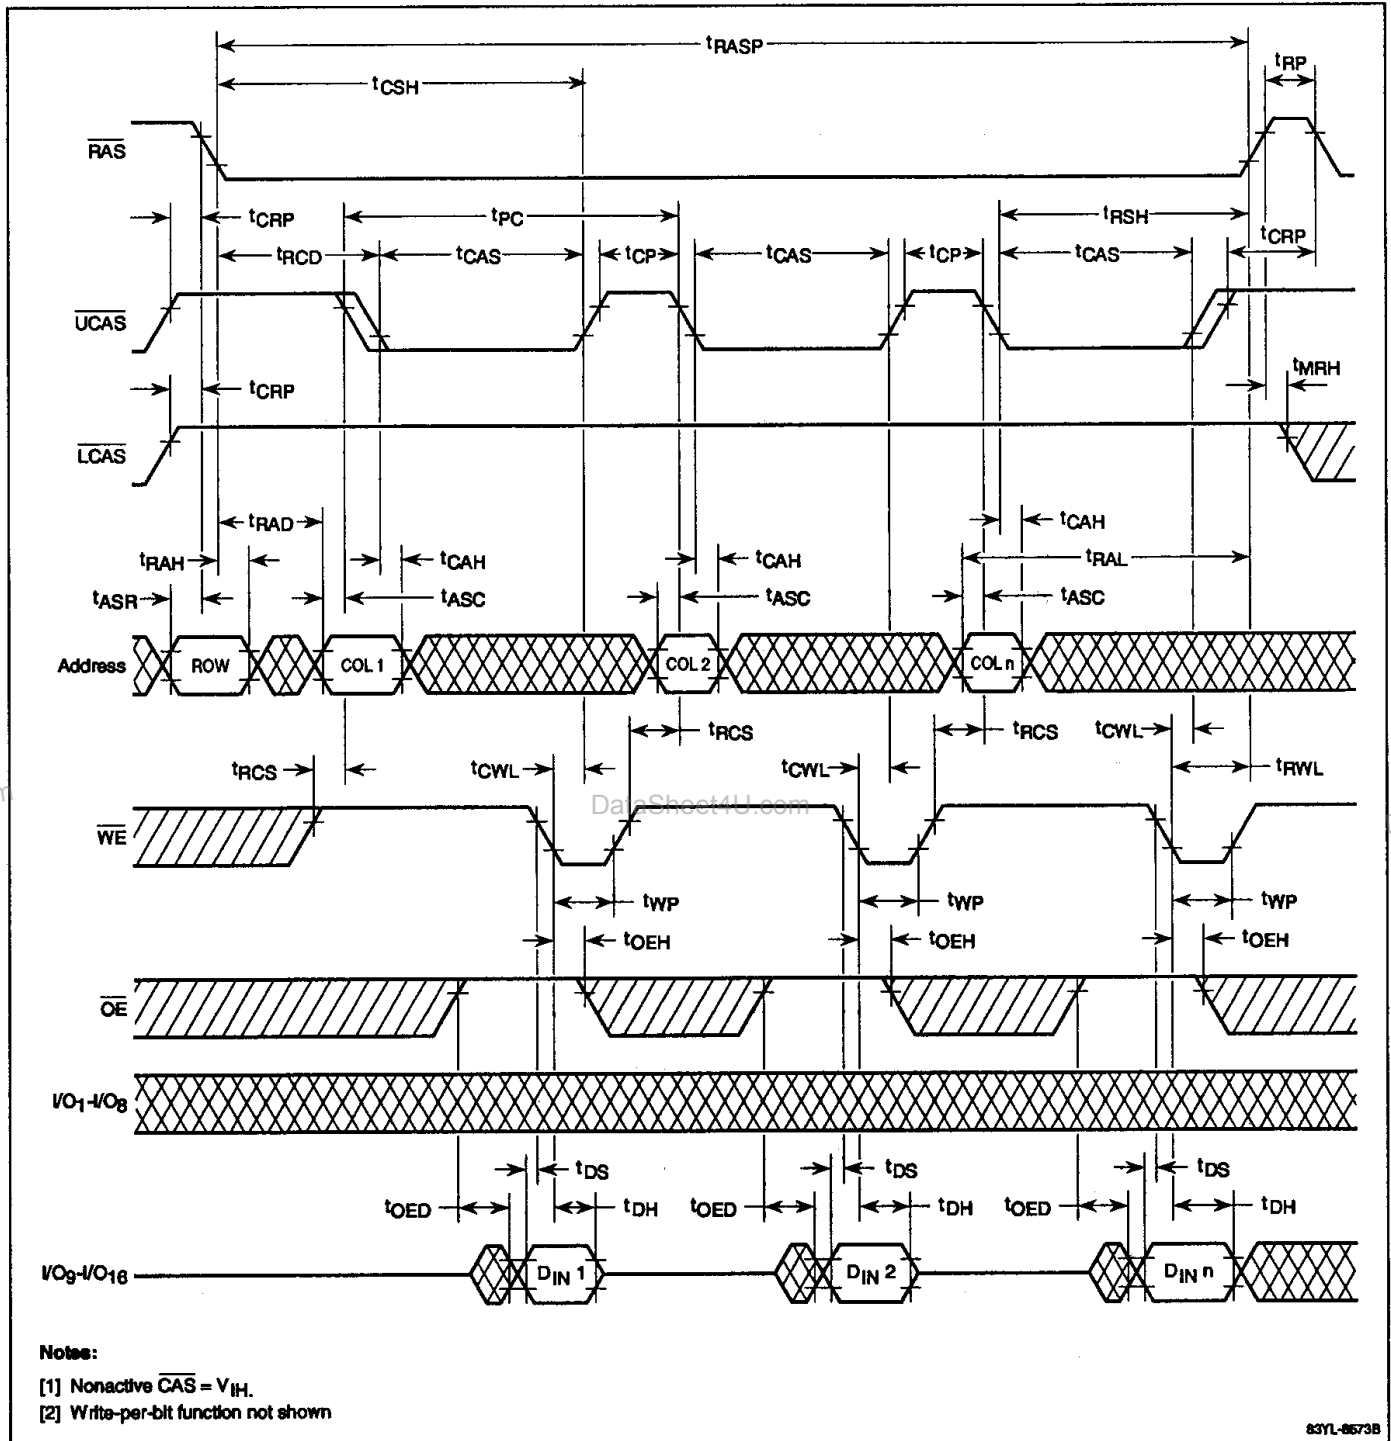 tRASP
tRP
tCSH
RAS
tCRP tPC tRSH
tRCD tCAS tCP tCAS tCP tCAS tCRP
UCAS
tMRH
tCRP
LCAS
tRAD tCAH
tRAH tCAH tCAH tRAL
tASR tASC tASC tASC
Address ROW COL 1 COL 2 COL n
tRCS tRCS tCWL
tRCS tCWL tCWL tRWL
m DataSheet4U.com
WE
tWP tWP tWP
tOEH tOEH tOEH
OE
I/O1-I/O8
tDS tDS tDS
tOED tDH tOED tDH tOED tDH
I/O9-I/O16 DIN 1 DIN 2 DIN n
Notes:
[1] Nonactive CAS = VIH.
[2] Write-per-bit function not shown
83YL-8573B